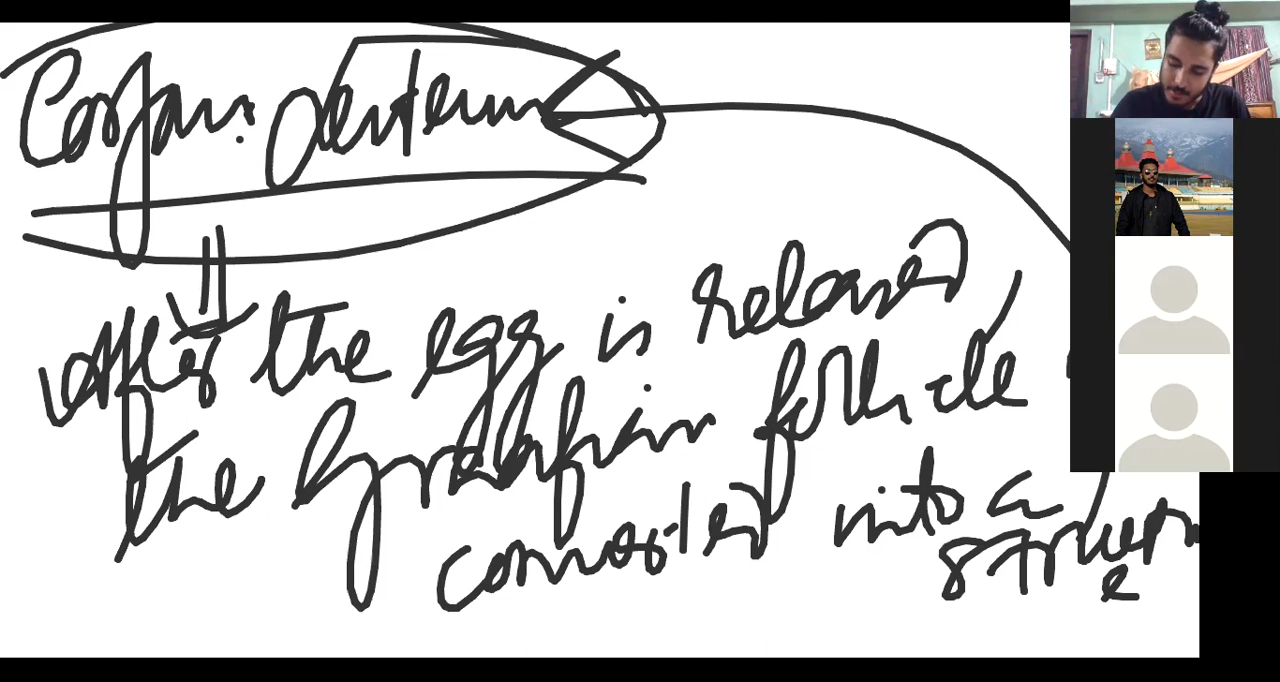 Corpus luteum
after the egg is released,
the Graafian follicle
converted into a
structure